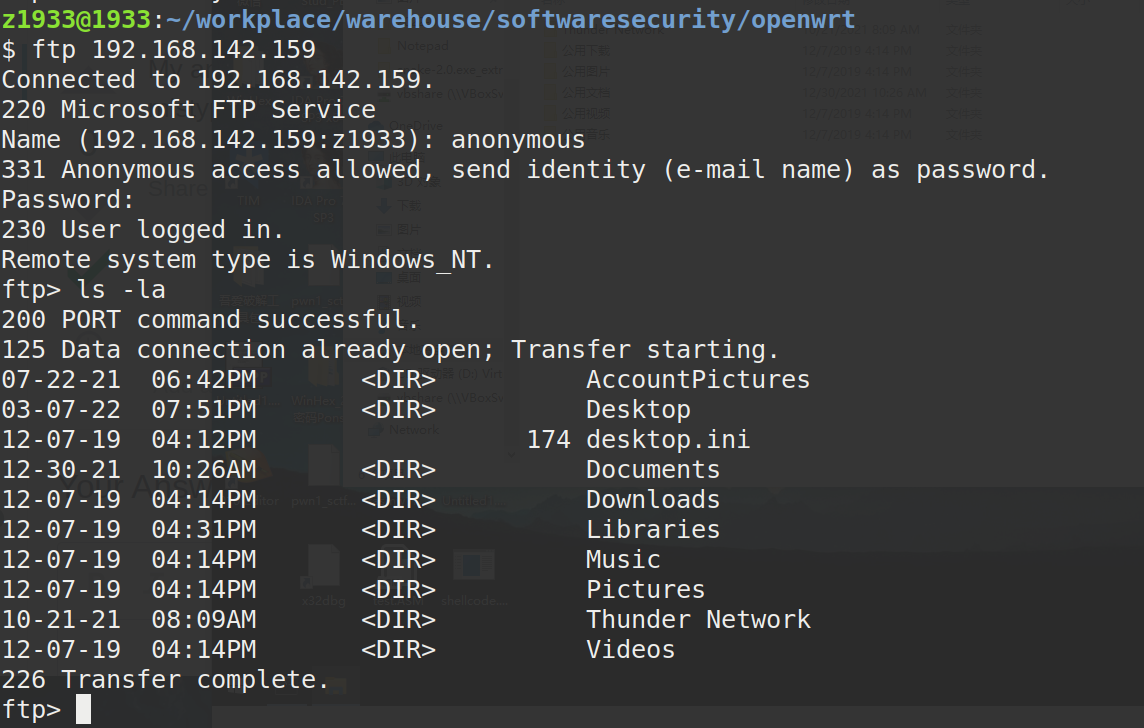 z1933@1933:~/workplace/warehouse/softwaresecurity/openwrt
$ ftp 192.168.142.159
Connected to 192.168.142.159.
220 Microsoft FTP Service
Name (192.168.142.159:z1933): anonymous
331 Anonymous access allowed, send identity (e-mail name) as password.
Password:
230 User logged in.
Remote system type is Windows_NT.
ftp> ls -la
200 PORT command successful.
125 Data connection already open; Transfer starting.
07-22-21  06:42PM       <DIR>          AccountPictures
03-07-22  07:51PM       <DIR>          Desktop
12-07-19  04:12PM                  174 desktop.ini
12-30-21  10:26AM       <DIR>          Documents
12-07-19  04:14PM       <DIR>          Downloads
12-07-19  04:31PM       <DIR>          Libraries
12-07-19  04:14PM       <DIR>          Music
12-07-19  04:14PM       <DIR>          Pictures
10-21-21  08:09AM       <DIR>          Thunder Network
12-07-19  04:14PM       <DIR>          Videos
226 Transfer complete.
ftp>